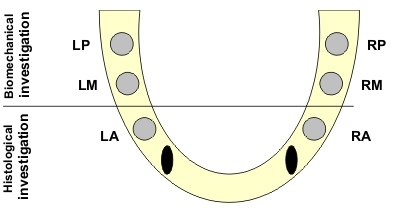 Biomechanical
investigation
LP
RP
LM
RM
Histological
investigation
LA
RA